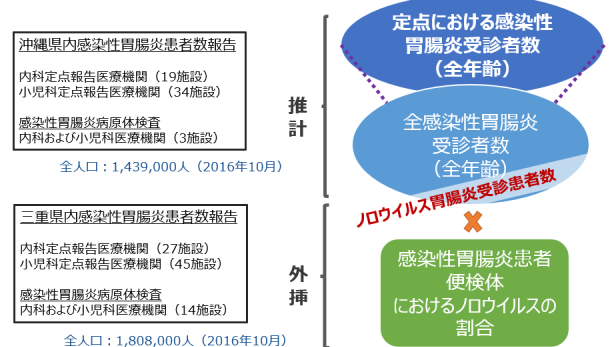 沖縄県内感染性胃腸炎患者数報告
内科定点報告医療機関（19施設）
小児科定点報告医療機関（34施設）
感染性胃腸炎病原体検査
内科および小児科医療機関（3施設）
全人口：1,439,000人（2016年10月）
三重県内感染性胃腸炎患者数報告
内科定点報告医療機関（27施設）
小児科定点報告医療機関（45施設）
感染性胃腸炎病原体検査
内科および小児科医療機関（14施設）
全人口：1,808,000人（2016年10月）
推計
外挿
定点における感染性
胃腸炎受診者数
（全年齢）
全感染性胃腸炎
受診者数
（全年齢）
ノロウイルス胃腸炎受診患者数
感染性胃腸炎患者
便検体
におけるノロウイルスの
割合